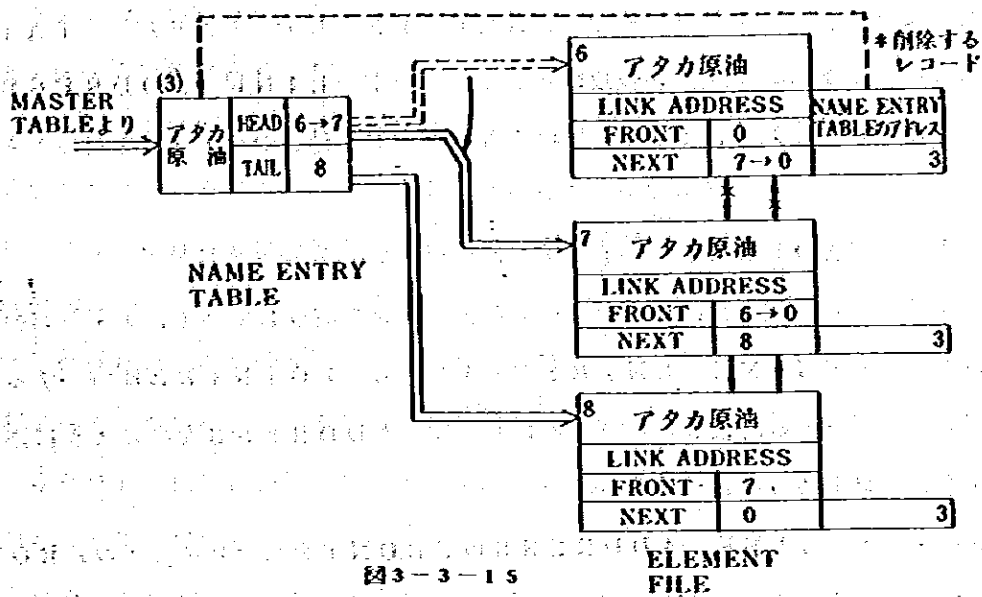 (3)
MASTER
TABLEより
アタカ
原油
HEAD 6→7
TAIL 8
NAME ENTRY
TABLE
6
アタカ原油
LINK ADDRESS
FRONT 0
NEXT 7→0
NAME ENTRY
TABLEのアドレス
3
*削除する
レコード
7
アタカ原油
LINK ADDRESS
FRONT 6→0
NEXT 8 3
8
アタカ原油
LINK ADDRESS
FRONT 7
NEXT 0 3
ELEMENT
FILE
図3-3-15